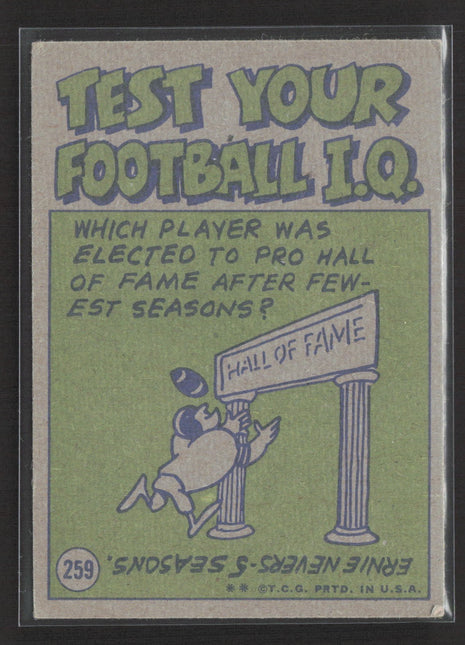 TEST YOUR
FOOTBALL I.Q.
WHICH PLAYER WAS
ELECTED TO PRO HALL
OF FAME AFTER FEW-
EST SEASONS?
HALL OF FAME
ERNIE NEVERS-5 SEASONS.
259
** ©T.C.G. PRTD. IN U.S.A.